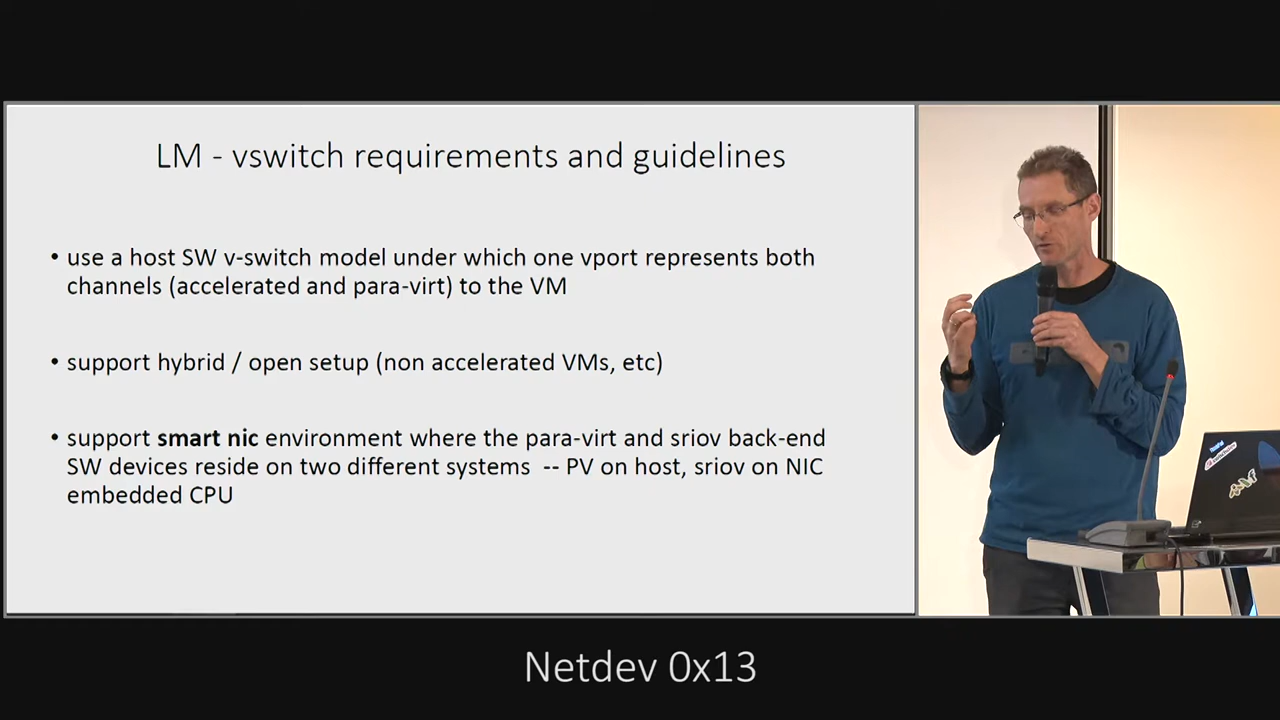 LM - vswitch requirements and guidelines
• use a host SW v-switch model under which one vport represents both
channels (accelerated and para-virt) to the VM
• support hybrid / open setup (non accelerated VMs, etc)
• support smart nic environment where the para-virt and sriov back-end
SW devices reside on two different systems -- PV on host, sriov on NIC
embedded CPU
Netdev 0x13